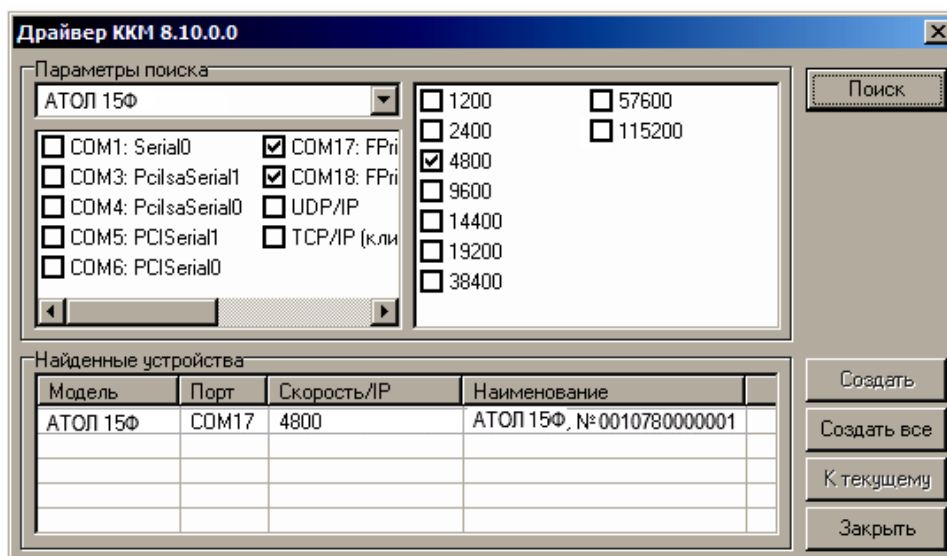 Драйвер ККМ 8.10.0.0
Параметры поиска
АТОЛ 15Ф
COM1: Serial0
COM3: PciIsaSerial1
COM4: PciIsaSerial0
COM5: PCISerial1
COM6: PCISerial0
COM17: FPri
COM18: FPri
UDP/IP
TCP/IP (кли
1200
2400
4800
9600
14400
19200
38400
57600
115200
Поиск
Найденные устройства
Модель Порт Скорость/IP Наименование
АТОЛ 15Ф COM17 4800 АТОЛ 15Ф, №0010780000001
Создать
Создать все
К текущему
Закрыть